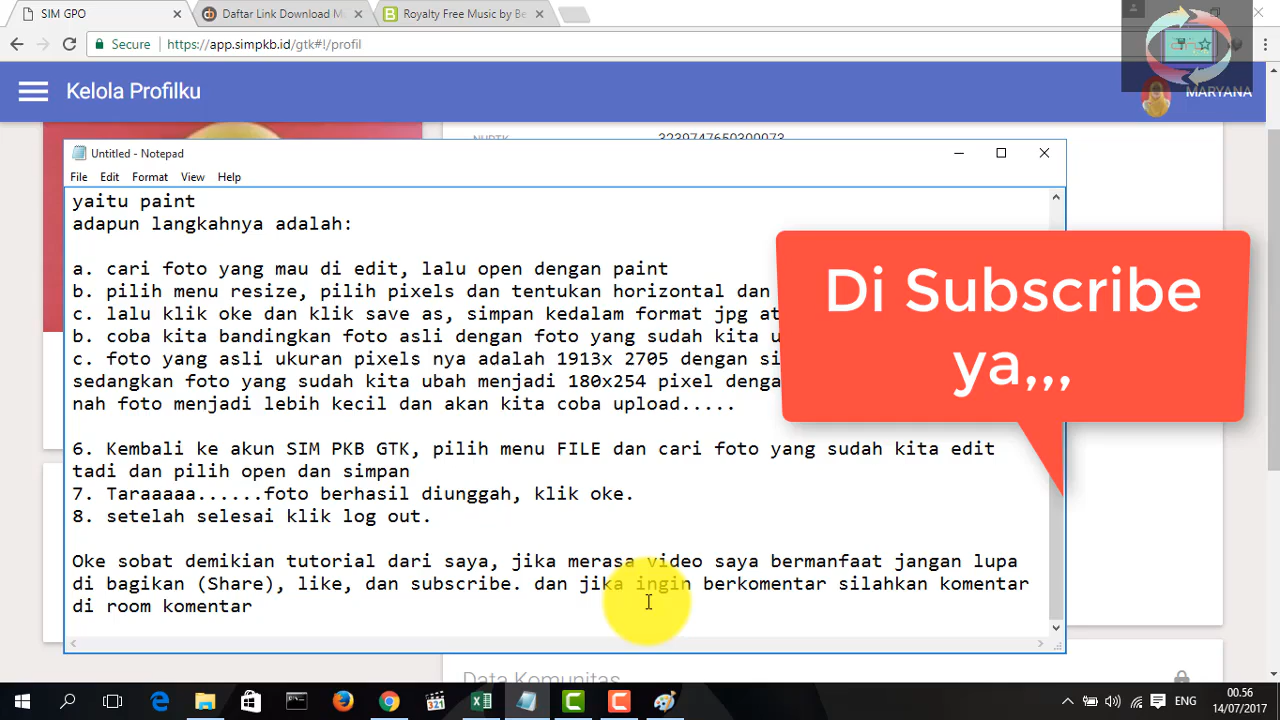 SIM GPO
Daftar Link Download M
Royalty Free Music by Be
Secure
https://app.simpkb.id/gtk#!/profil
Kelola Profilku
MARYANA
Untitled - Notepad
File Edit Format View Help
yaitu paint
adapun langkahnya adalah:
a. cari foto yang mau di edit, lalu open dengan paint
b. pilih menu resize, pilih pixels dan tentukan horizontal dan
c. lalu klik oke dan klik save as, simpan kedalam format jpg at
b. coba kita bandingkan foto asli dengan foto yang sudah kita u
c. foto yang asli ukuran pixels nya adalah 1913x 2705 dengan si
sedangkan foto yang sudah kita ubah menjadi 180x254 pixel denga
nah foto menjadi lebih kecil dan akan kita coba upload.....
Di Subscribe
ya,,,
6. Kembali ke akun SIM PKB GTK, pilih menu FILE dan cari foto yang sudah kita edit
tadi dan pilih open dan simpan
7. Taraaaaa......foto berhasil diunggah, klik oke.
8. setelah selesai klik log out.
Oke sobat demikian tutorial dari saya, jika merasa video saya bermanfaat jangan lupa
di bagikan (Share), like, dan subscribe. dan jika ingin berkomentar silahkan komentar
di room komentar
Data Komunitas
ENG
00.56
14/07/2017